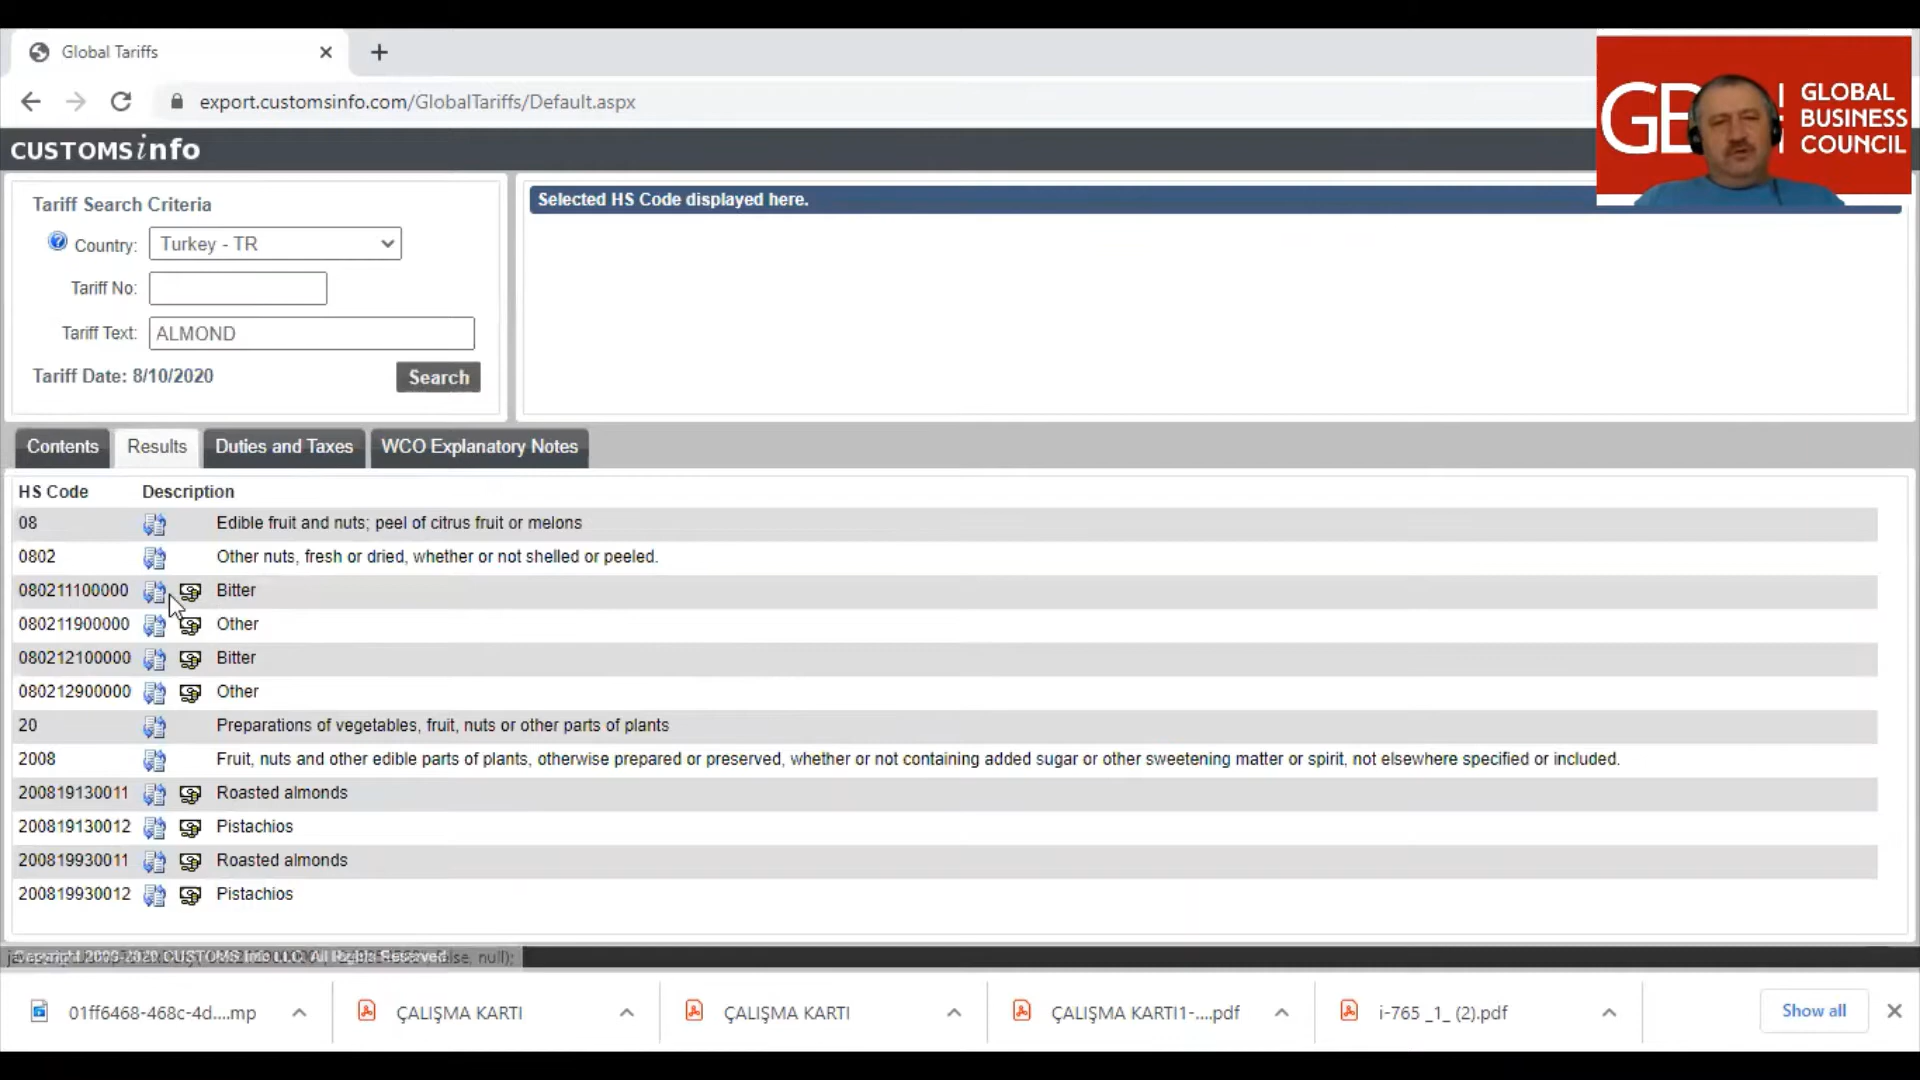 Global Tariffs
export.customsinfo.com/GlobalTariffs/Default.aspx
GLOBAL
BUSINESS
COUNCIL
CUSTOMSinfo
Tariff Search Criteria
Country: Turkey - TR
Tariff No:
Tariff Text: ALMOND
Tariff Date: 8/10/2020
Search
Selected HS Code displayed here.
Contents Results Duties and Taxes WCO Explanatory Notes
HS Code Description
08 Edible fruit and nuts; peel of citrus fruit or melons
0802 Other nuts, fresh or dried, whether or not shelled or peeled.
080211100000 Bitter
080211900000 Other
080212100000 Bitter
080212900000 Other
20 Preparations of vegetables, fruit, nuts or other parts of plants
2008 Fruit, nuts and other edible parts of plants, otherwise prepared or preserved, whether or not containing added sugar or other sweetening matter or spirit, not elsewhere specified or included.
200819130011 Roasted almonds
200819130012 Pistachios
200819930011 Roasted almonds
200819930012 Pistachios
01ff6468-468c-4d....mp ÇALIŞMA KARTI ÇALIŞMA KARTI ÇALIŞMA KARTI1-....pdf i-765 _1_ (2).pdf Show all